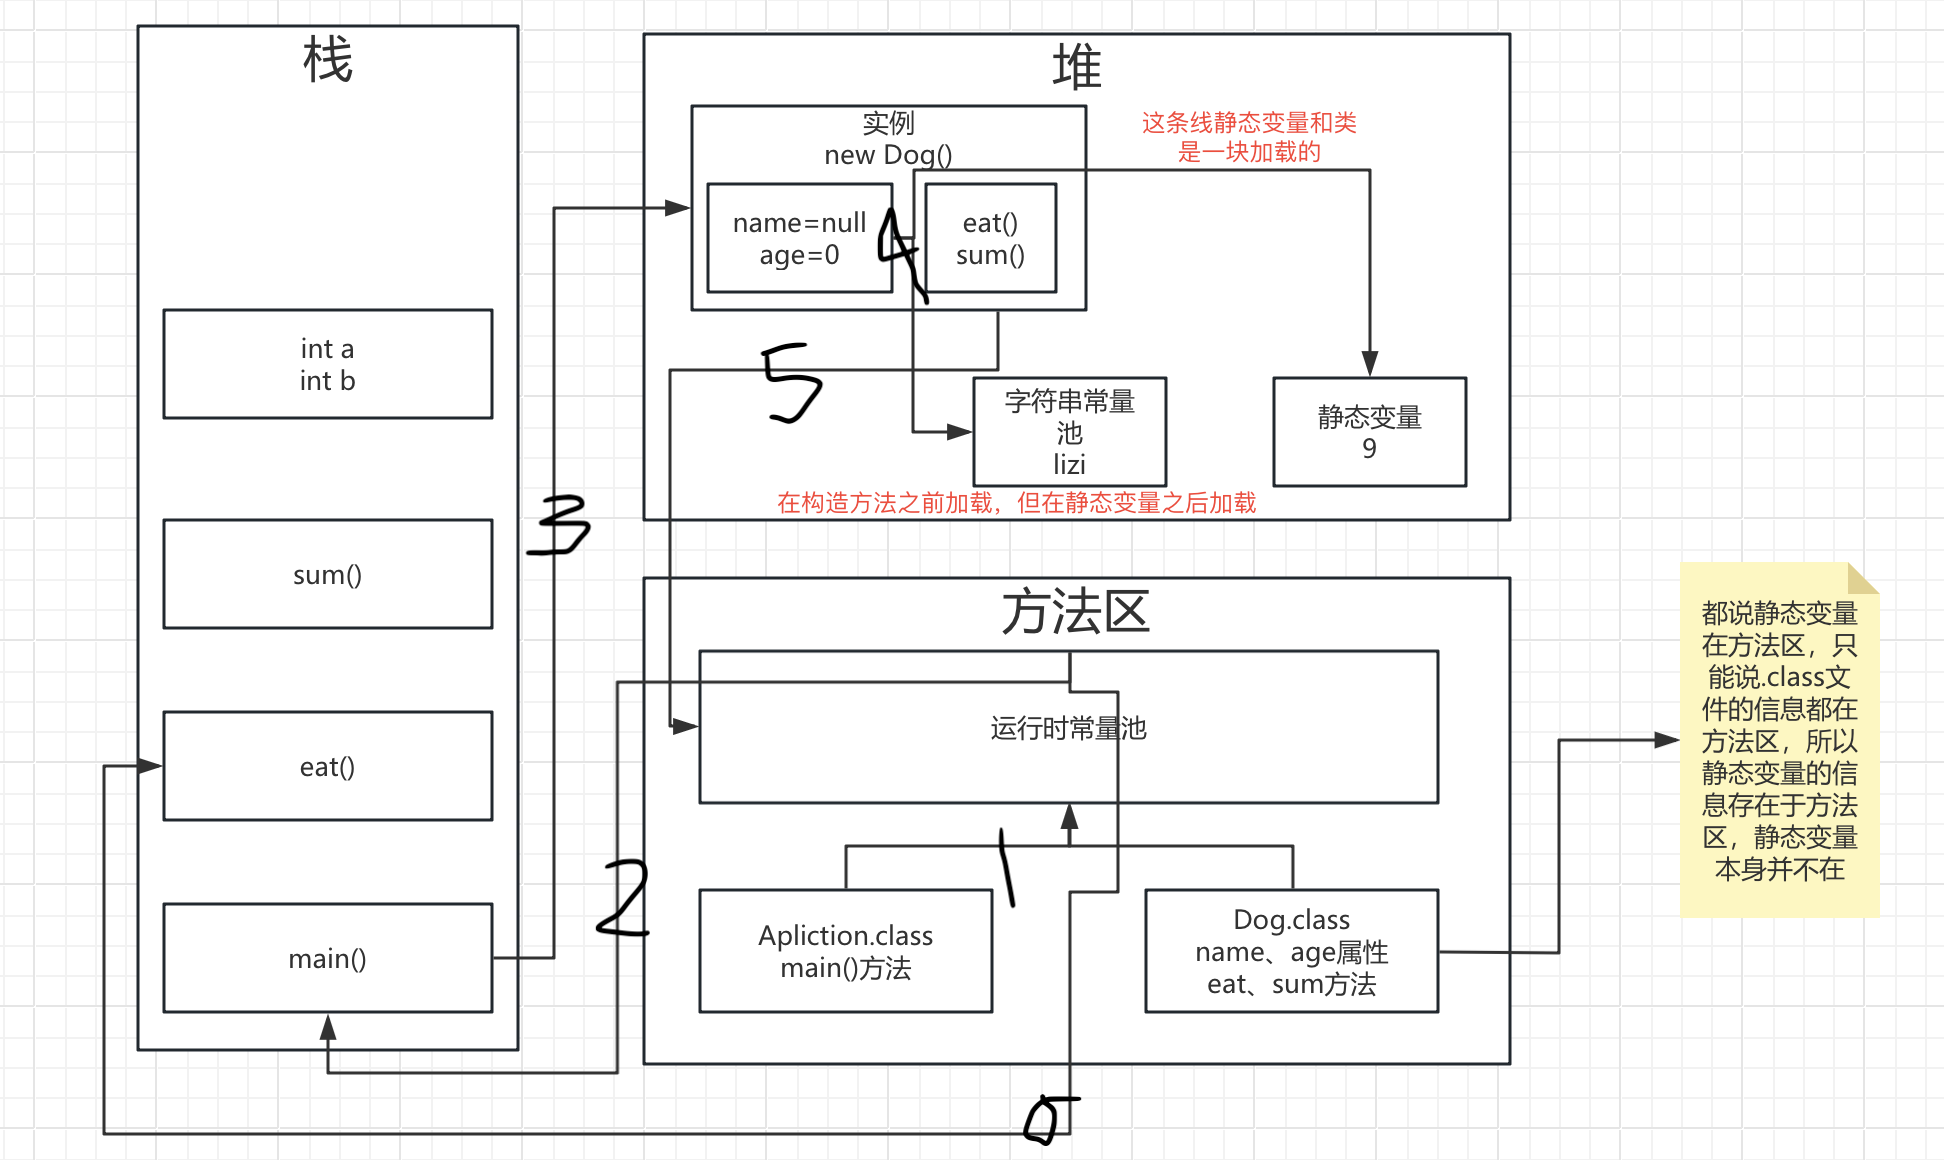 栈
int a
int b
sum()
eat()
main()
3
2
堆
实例
new Dog()
name=null
age=0
4
eat()
sum()
这条线静态变量和类
是一块加载的
5
字符串常量
池
lizi
静态变量
9
在构造方法之前加载，但在静态变量之后加载
方法区
运行时常量池
1
Apliction.class
main()方法
Dog.class
name、age属性
eat、sum方法
都说静态变量
在方法区，只
能说.class文
件的信息都在
方法区，所以
静态变量的信
息存在于方法
区，静态变量
本身并不在